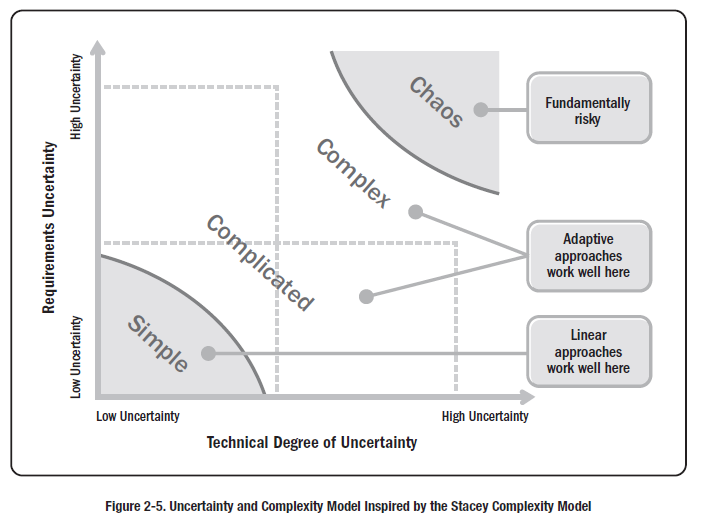 High Uncertainty
Requirements Uncertainty
Low Uncertainty
Chaos
Complex
Complicated
Simple
Fundamentally
risky
Adaptive
approaches
work well here
Linear
approaches
work well here
Low Uncertainty
High Uncertainty
Technical Degree of Uncertainty
Figure 2-5. Uncertainty and Complexity Model Inspired by the Stacey Complexity Model